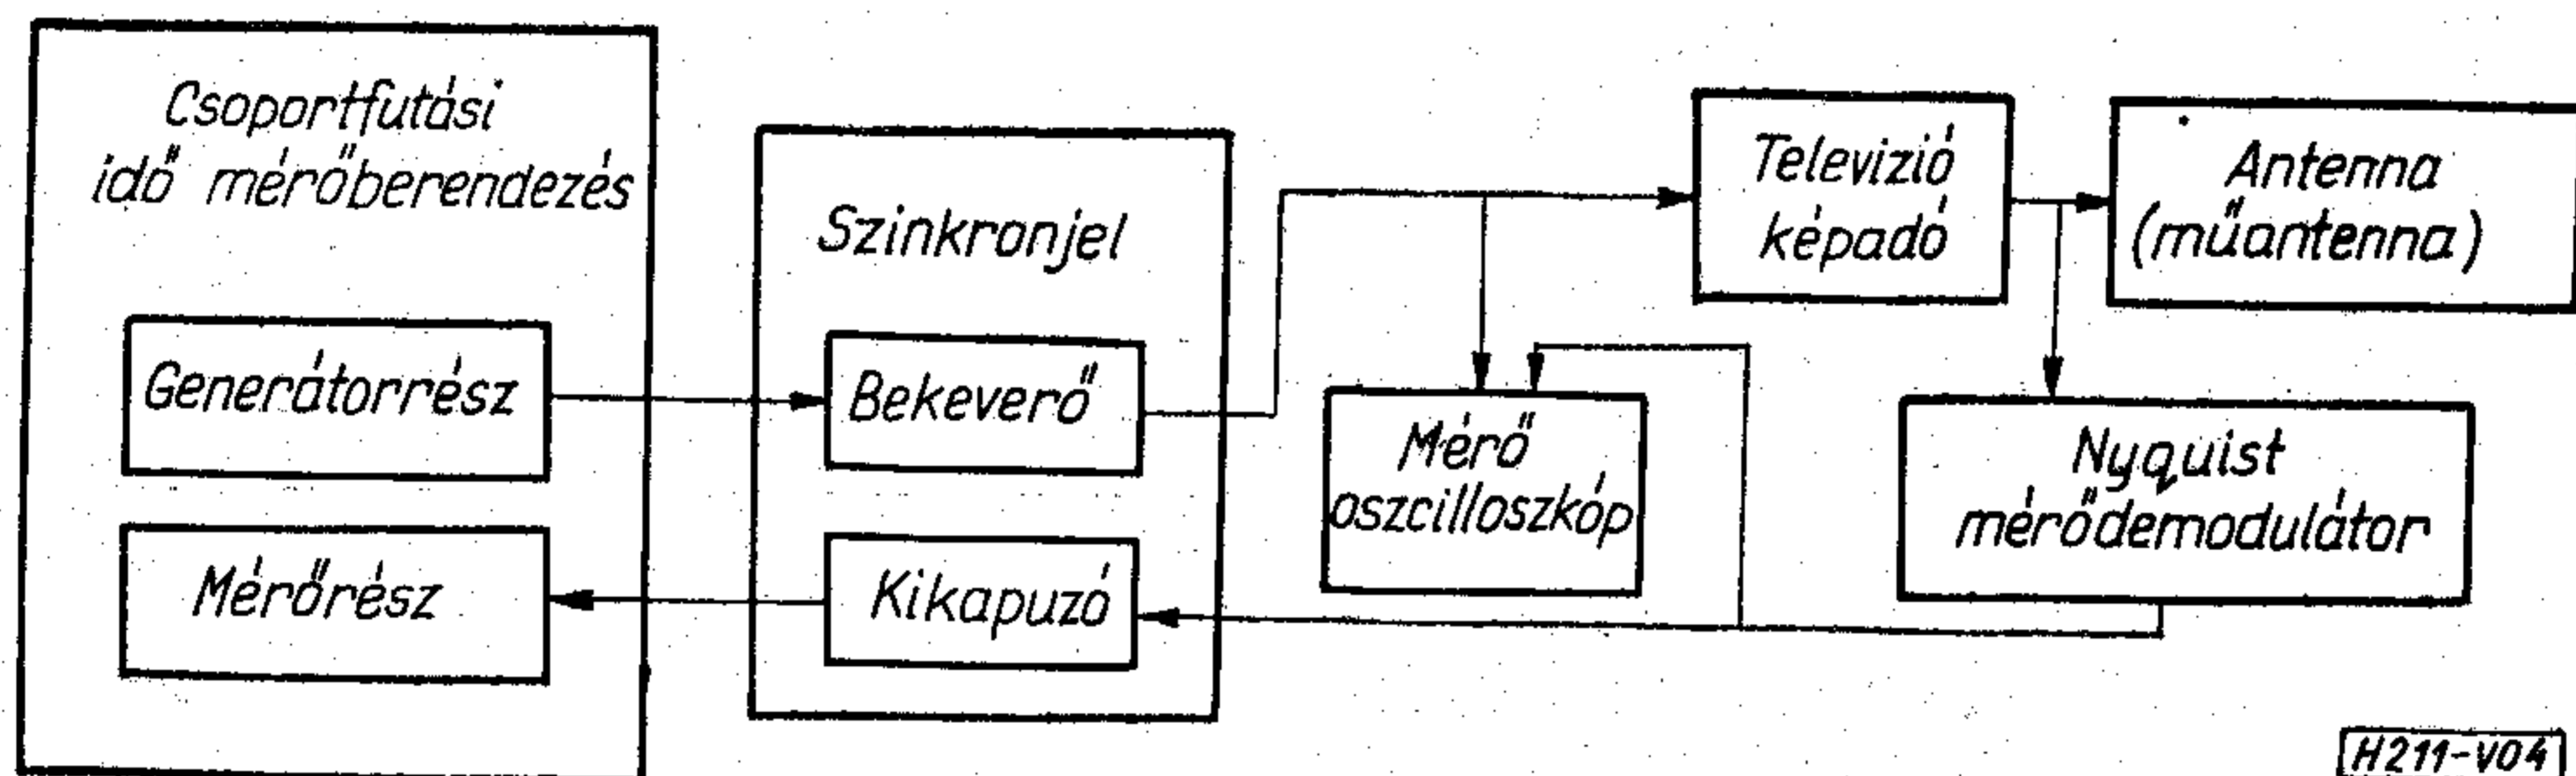 Csoportfutási
idő mérőberendezés
Generátorrész
Mérőrész
Szinkronjel
Bekeverő
Kikapuzó
Mérő
oszcilloszkóp
Televizió
képadó
Antenna
(műantenna)
Nyquist
mérődemodulátor
H211-V04